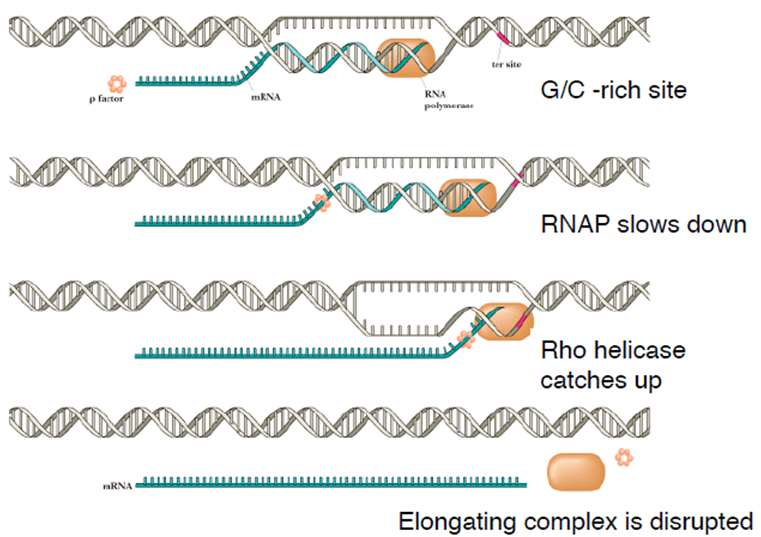 ter site
G/C -rich site
ρ factor
mRNA
RNA
polymerase
RNAP slows down
Rho helicase
catches up
mRNA
Elongating complex is disrupted